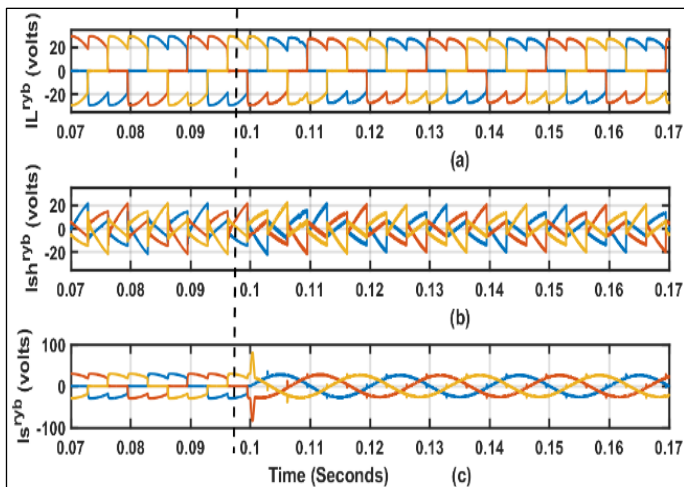 IL^ryb (volts)
20
0
-20
0.07 0.08 0.09 0.1 0.11 0.12 0.13 0.14 0.15 0.16 0.17
(a)
Ish^ryb (volts)
20
0
-20
0.07 0.08 0.09 0.1 0.11 0.12 0.13 0.14 0.15 0.16 0.17
(b)
Is^ryb (volts)
100
0
-100
0.07 0.08 0.09 0.1 0.11 0.12 0.13 0.14 0.15 0.16 0.17
Time (Seconds)
(c)